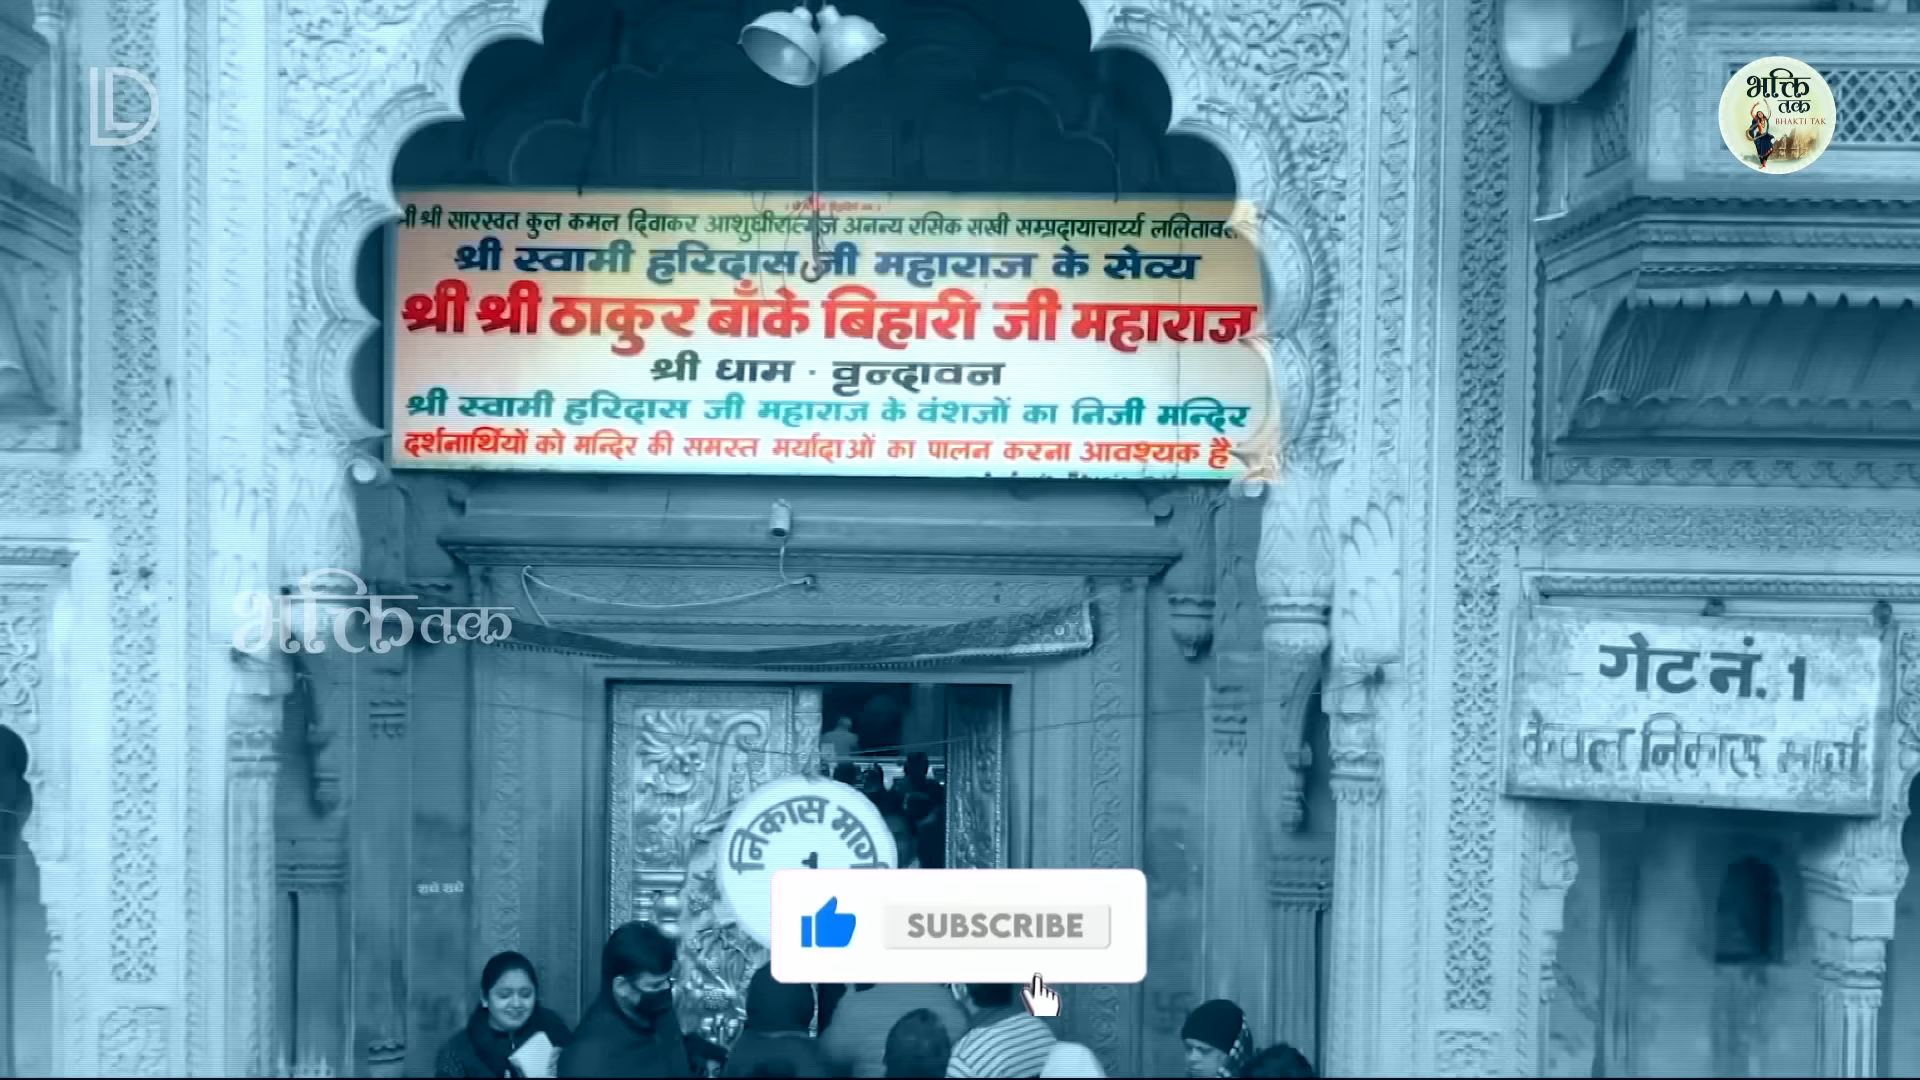 भक्ति
तक
BHAKTI TAK
श्री सारस्वत कुल कमल दिवाकर आशुधीरात्मज अनन्य रसिक सखी सम्प्रदायाचार्य्य
श्री स्वामी हरिदास जी महाराज के सेव्य
श्री श्री ठाकुर बाँके बिहारी जी महाराज
श्री धाम · वृन्दावन
श्री स्वामी हरिदास जी महाराज के वंशजों का निजी मन्दिर
दर्शनार्थियों को मन्दिर की समस्त मर्यादाओं का पालन करना आवश्यक है
भक्ति तक
गेट नं. 1
केवल निकास मार्ग
निकास मार्ग
1
राधे राधे
SUBSCRIBE